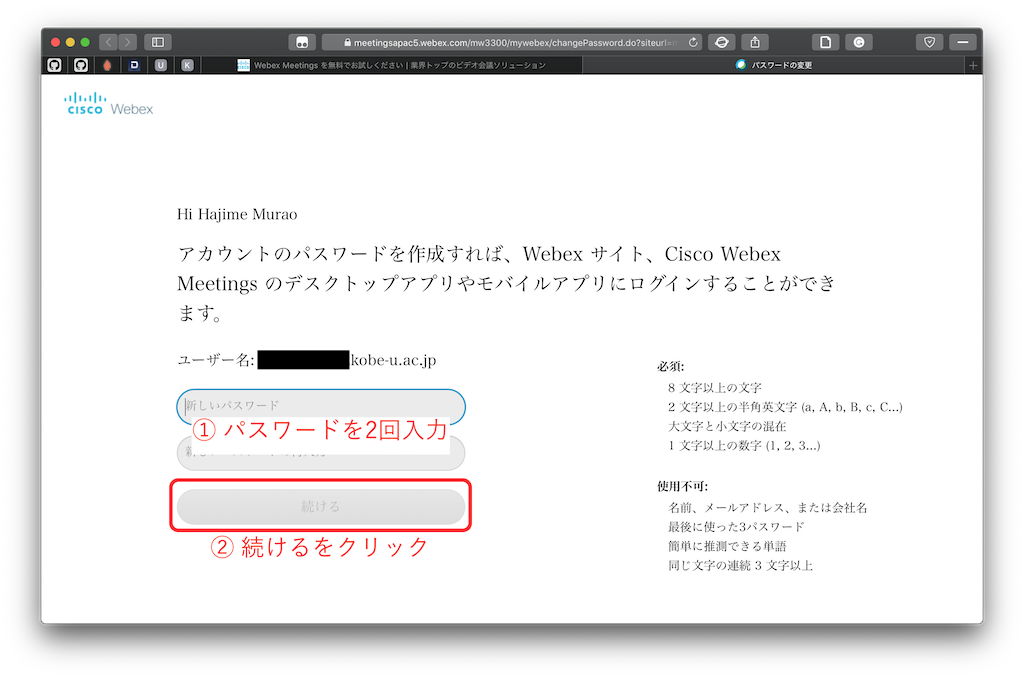 meetingsapac5.webex.com/mw3300/mywebex/changePassword.do?siteurl=
D U K
Webex Meetings を無料でお試しください | 業界トップのビデオ会議ソリューション
パスワードの変更
CISCO Webex
Hi Hajime Murao
アカウントのパスワードを作成すれば、Webex サイト、Cisco Webex
Meetings のデスクトップアプリやモバイルアプリにログインすることができ
ます。
ユーザー名: kobe-u.ac.jp
新しいパスワード
① パスワードを2回入力
続ける
② 続けるをクリック
必須:
8 文字以上の文字
2 文字以上の半角英文字 (a, A, b, B, c, C...)
大文字と小文字の混在
1 文字以上の数字 (1, 2, 3...)
使用不可:
名前、メールアドレス、または会社名
最後に使った3パスワード
簡単に推測できる単語
同じ文字の連続 3 文字以上